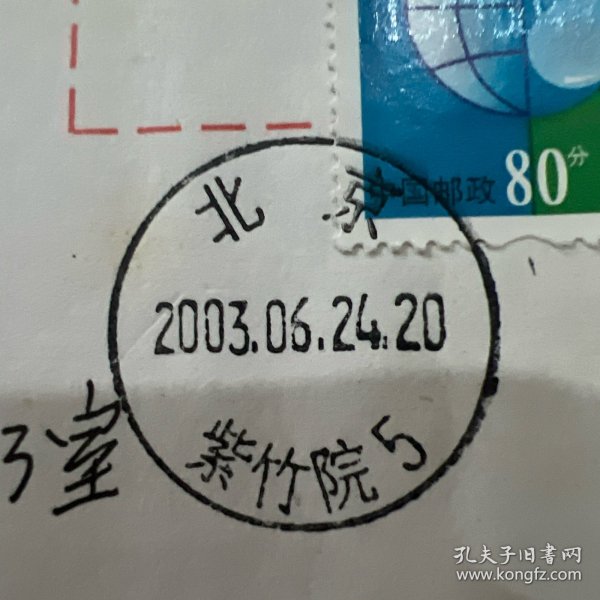 中国邮政 80分
北京
2003.06.24.20
紫竹院5
室
孔夫子旧书网
www.kongfz.com